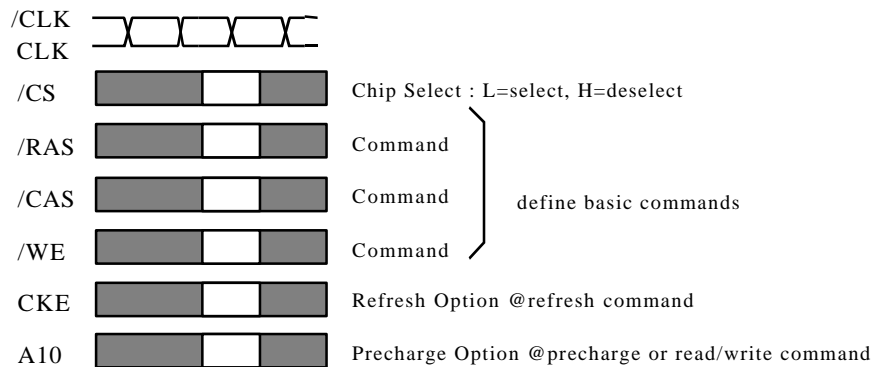 /CLK
CLK
/CS Chip Select : L=select, H=deselect
/RAS Command
/CAS Command
define basic commands
/WE Command
CKE Refresh Option @refresh command
A10 Precharge Option @precharge or read/write command